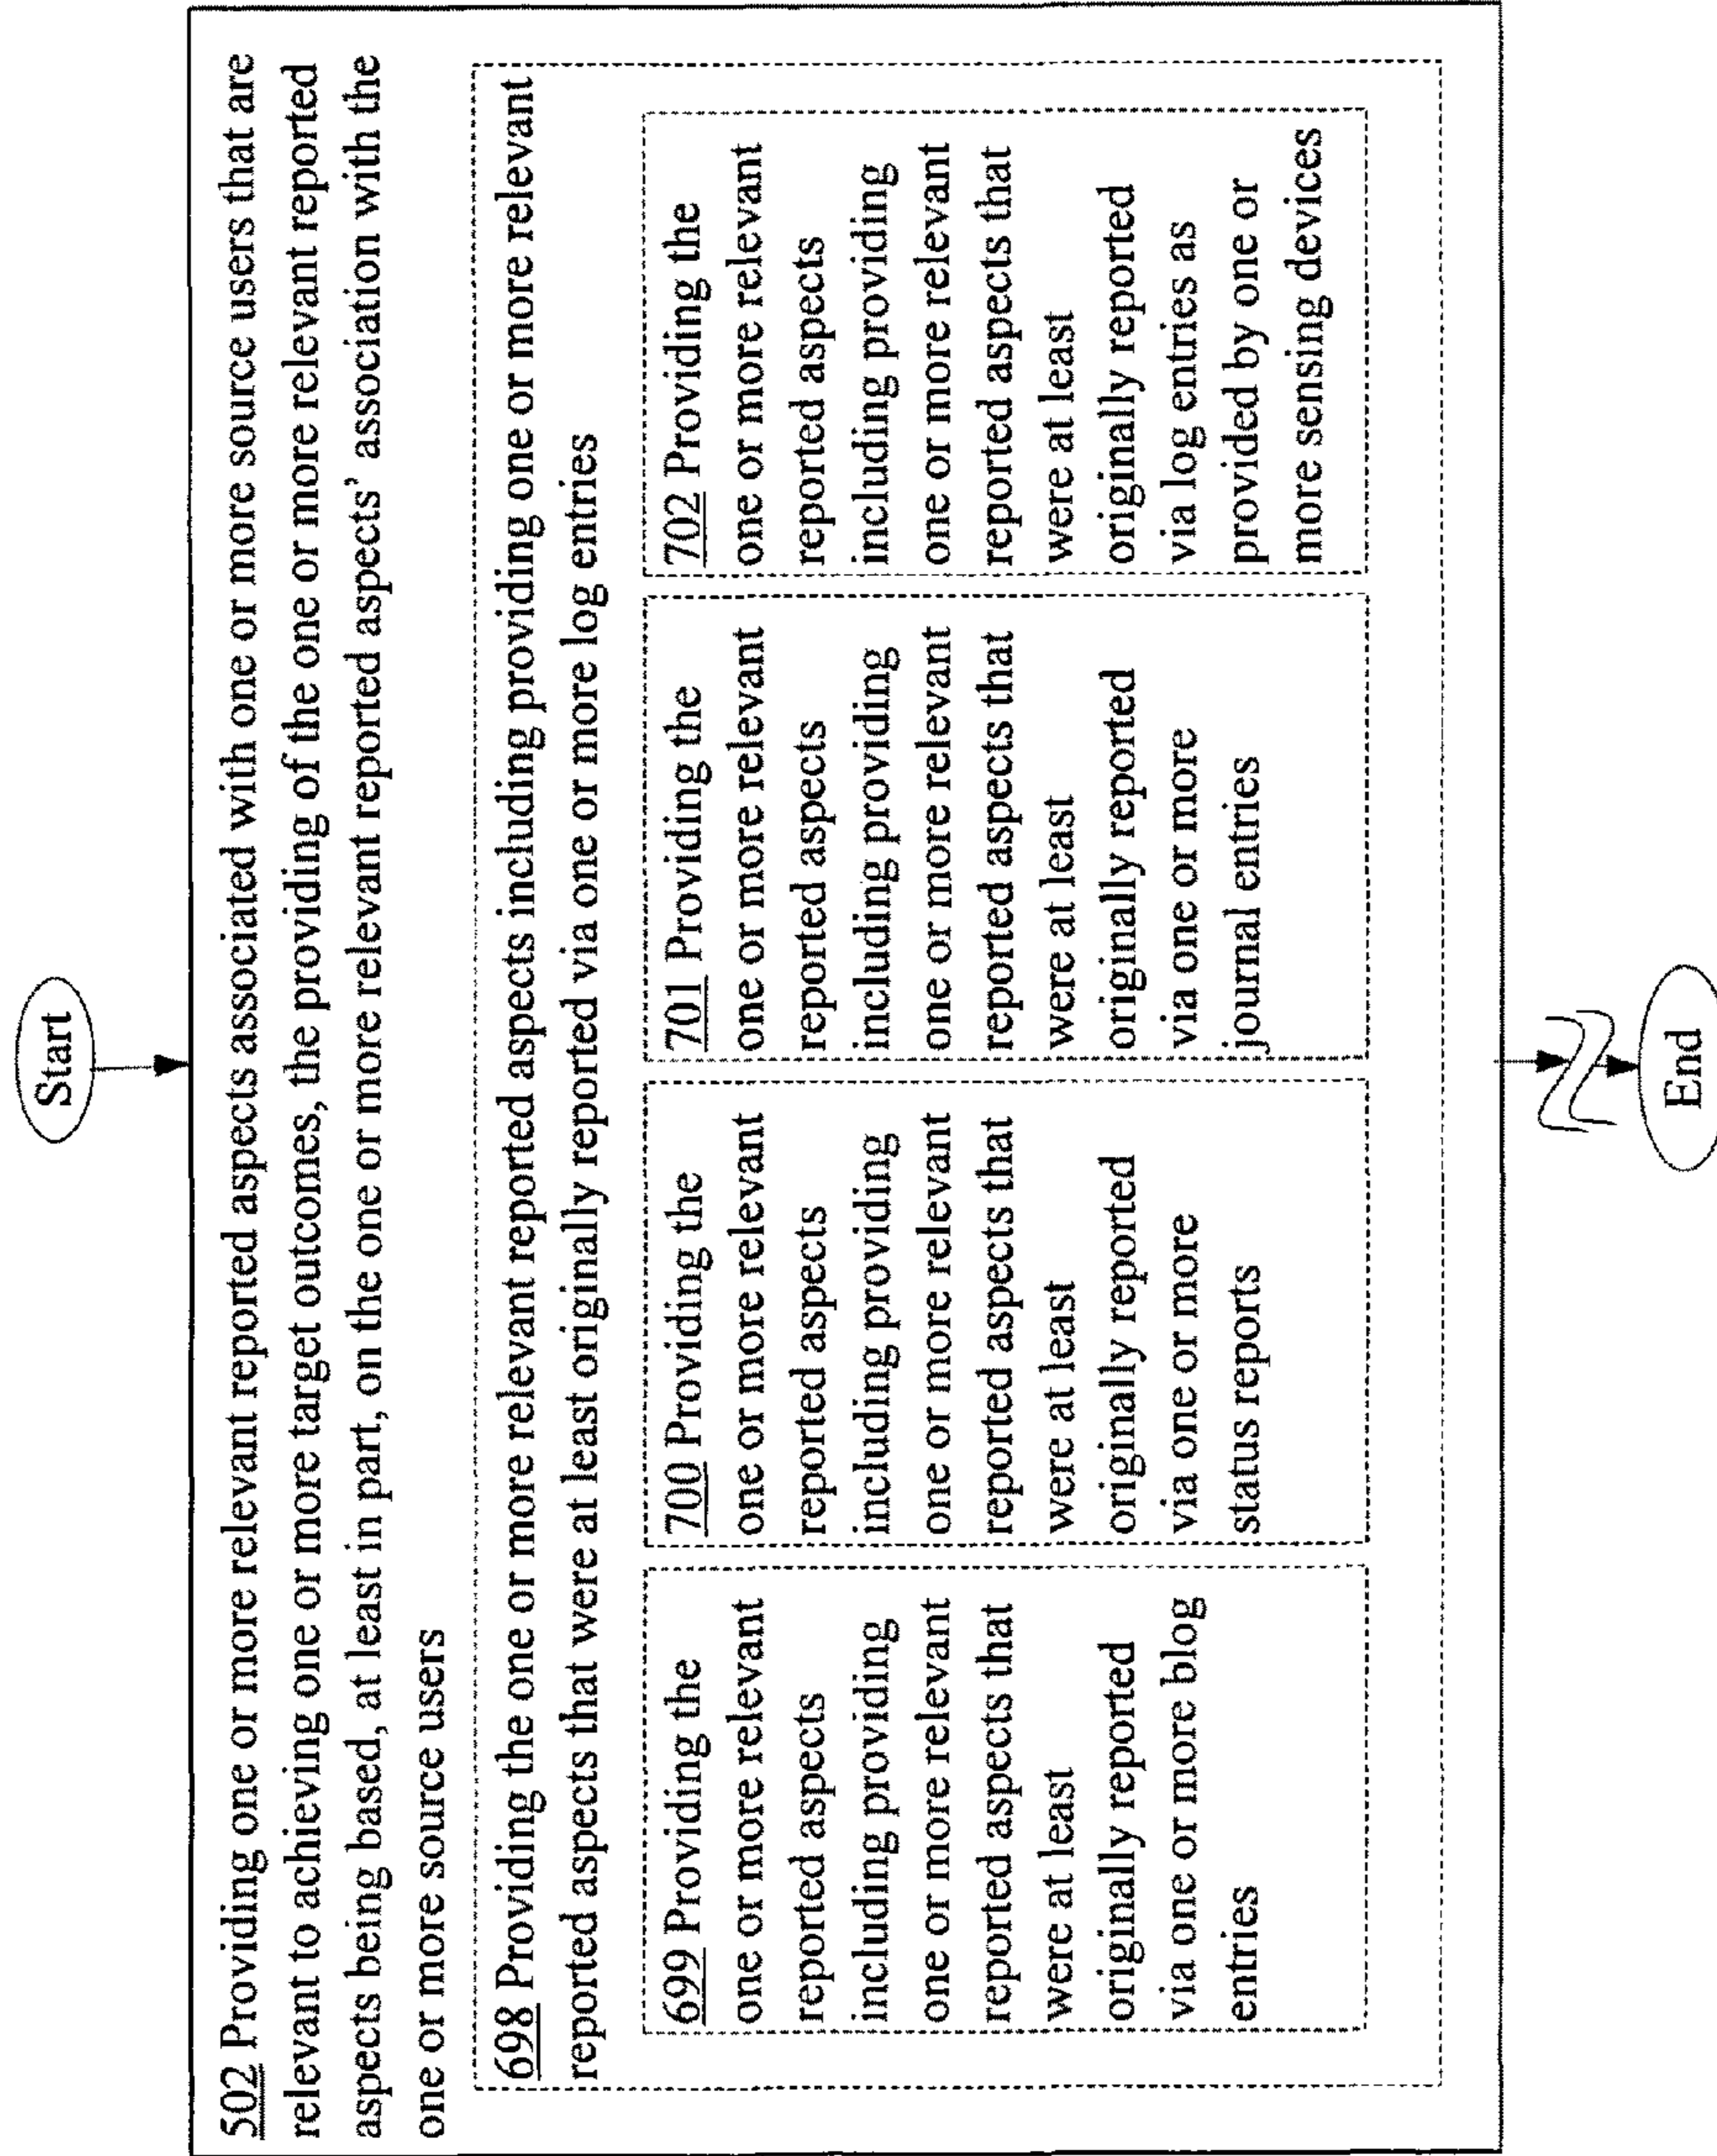 Start
502 Providing one or more relevant reported aspects associated with one or more source users that are
relevant to achieving one or more target outcomes, the providing of the one or more relevant reported
aspects being based, at least in part, on the one or more relevant reported aspects' association with the
one or more source users
698 Providing the one or more relevant reported aspects including providing one or more relevant
reported aspects that were at least originally reported via one or more log entries
699 Providing the
one or more relevant
reported aspects
including providing
one or more relevant
reported aspects that
were at least
originally reported
via one or more blog
entries
700 Providing the
one or more relevant
reported aspects
including providing
one or more relevant
reported aspects that
were at least
originally reported
via one or more
status reports
701 Providing the
one or more relevant
reported aspects
including providing
one or more relevant
reported aspects that
were at least
originally reported
via one or more
journal entries
702 Providing the
one or more relevant
reported aspects
including providing
one or more relevant
reported aspects that
were at least
originally reported
via log entries as
provided by one or
more sensing devices
End